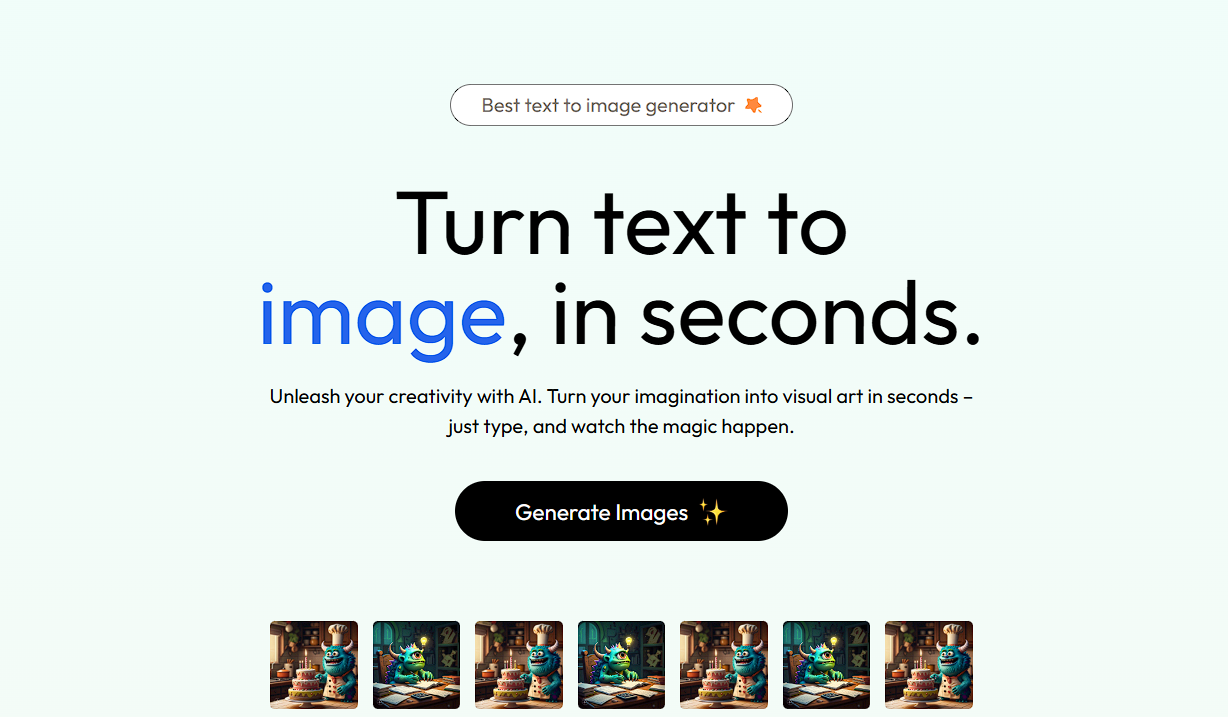 Best text to image generator
Turn text to
image, in seconds.
Unleash your creativity with AI. Turn your imagination into visual art in seconds –
just type, and watch the magic happen.
Generate Images ✨